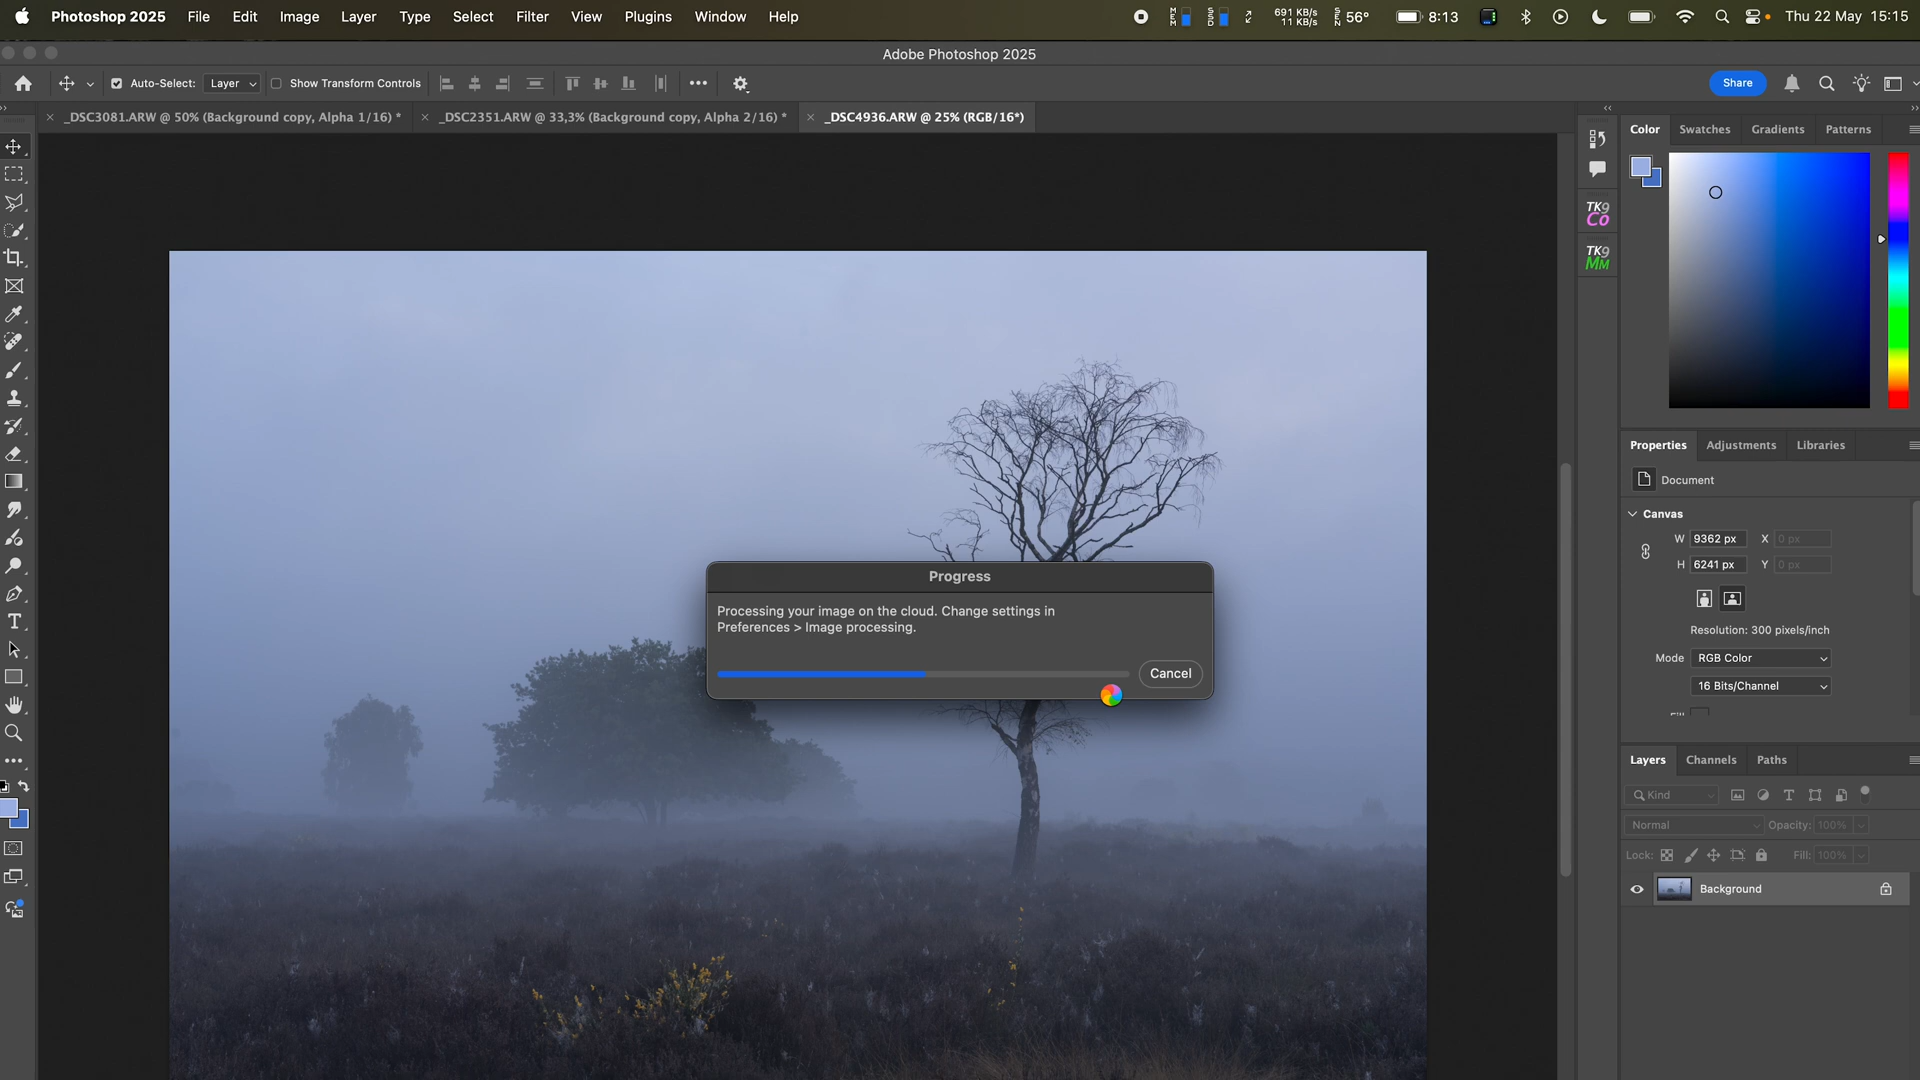 Photoshop 2025 File Edit Image Layer Type Select Filter View Plugins Window Help
MEM SSD 691 KB/s 11 KB/s SEN 56° 8:13 Thu 22 May 15:15
Adobe Photoshop 2025
Auto-Select: Layer Show Transform Controls Share
_DSC3081.ARW @ 50% (Background copy, Alpha 1/16) * _DSC2351.ARW @ 33,3% (Background copy, Alpha 2/16) * _DSC4936.ARW @ 25% (RGB/16*)
Color Swatches Gradients Patterns
TK9
Co
TK9
MM
Properties Adjustments Libraries
Document
Canvas
W 9362 px X 0 px
H 6241 px Y 0 px
Resolution: 300 pixels/inch
Mode RGB Color
16 Bits/Channel
Progress
Processing your image on the cloud. Change settings in
Preferences > Image processing.
Cancel
Layers Channels Paths
Kind
Normal Opacity: 100%
Lock: Fill: 100%
Background